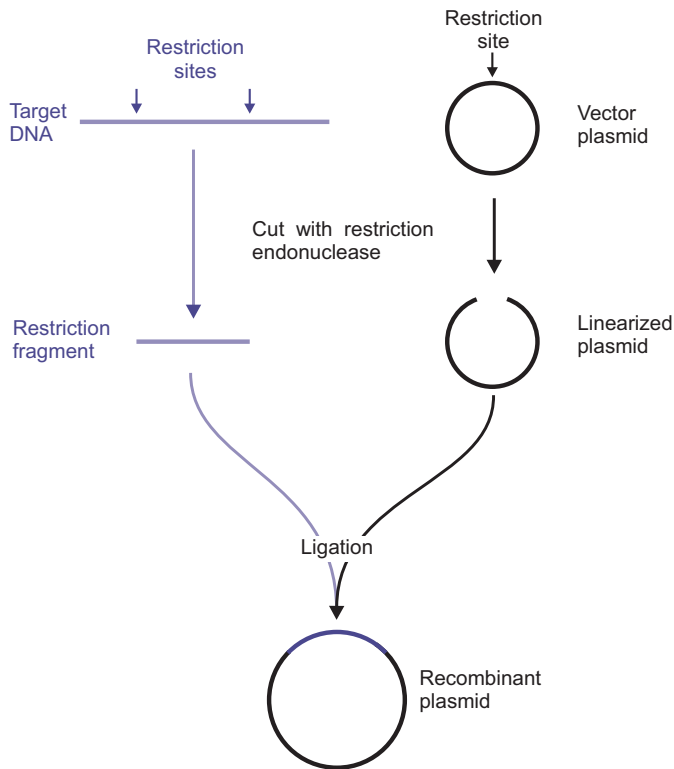 Restriction
sites
Restriction
site
Target
DNA
Vector
plasmid
Cut with restriction
endonuclease
Restriction
fragment
Linearized
plasmid
Ligation
Recombinant
plasmid